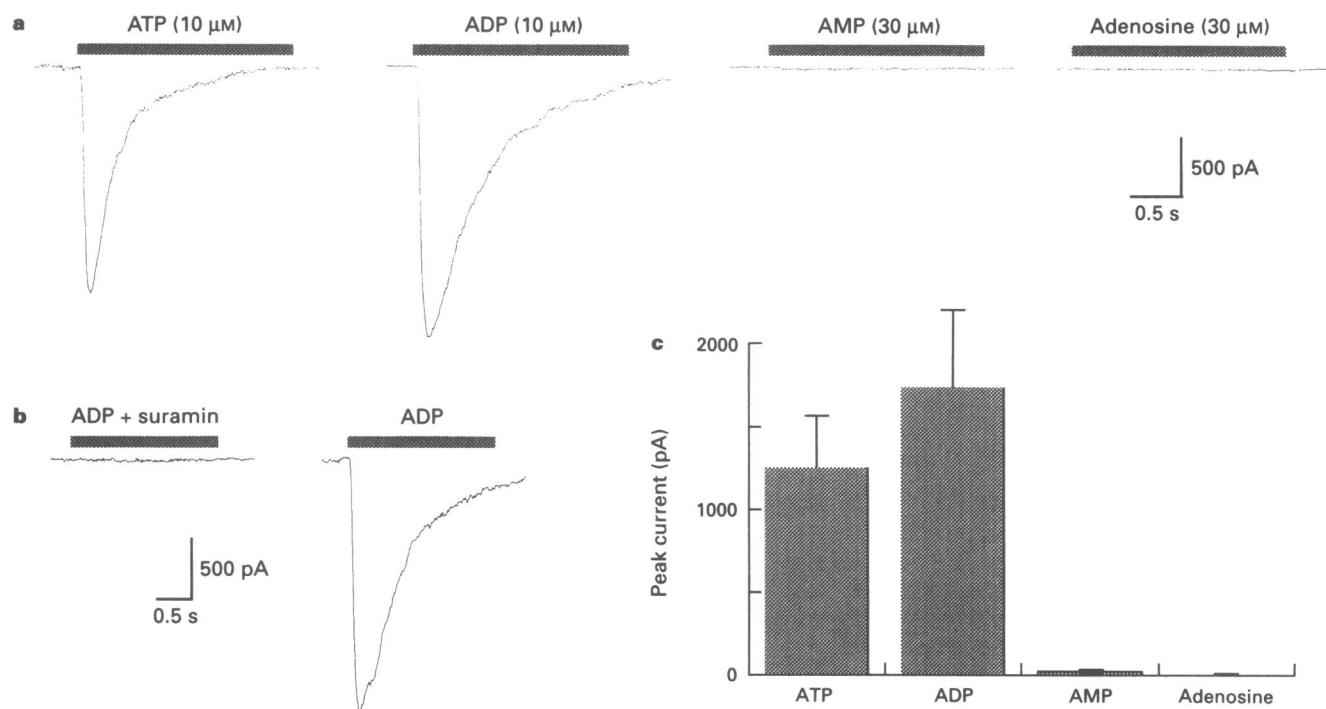 a
ATP (10 μM)
ADP (10 μM)
AMP (30 μM)
Adenosine (30 μM)
500 pA
0.5 s
b
ADP + suramin
ADP
500 pA
0.5 s
c
Peak current (pA)
2000
1000
0
ATP
ADP
AMP
Adenosine